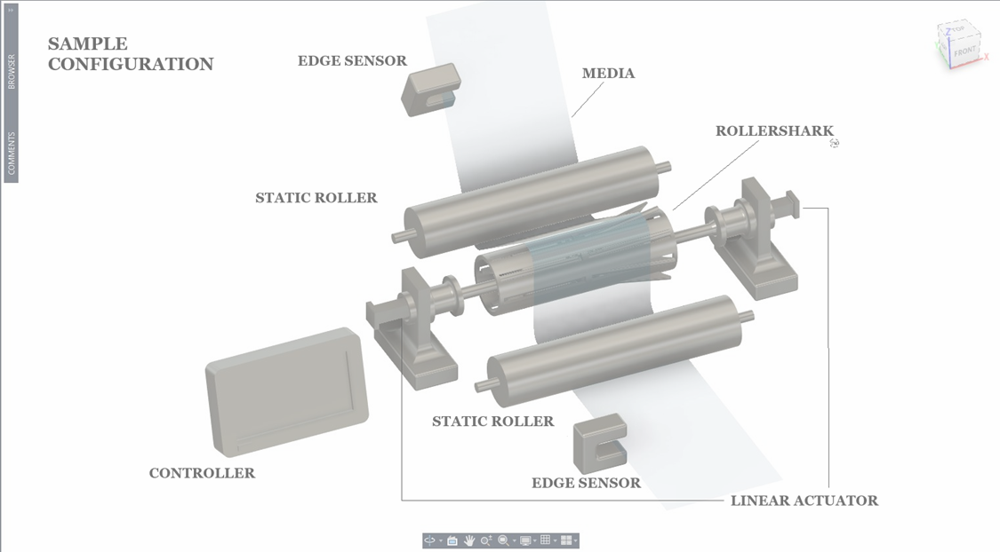 SAMPLE
CONFIGURATION
EDGE SENSOR
MEDIA
ROLLERSHARK
STATIC ROLLER
STATIC ROLLER
CONTROLLER
EDGE SENSOR
LINEAR ACTUATOR
BROWSER
COMMENTS
TOP
FRONT
Z
X
Y